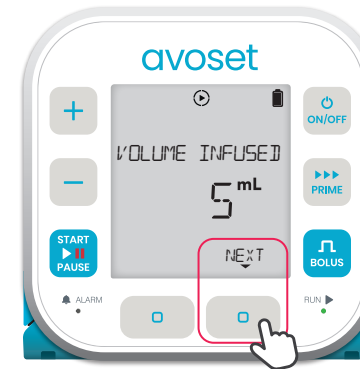 avoset
+
ON/OFF
VOLUME INFUSED
−
5 mL
PRIME
START
PAUSE
NEXT
BOLUS
ALARM
RUN